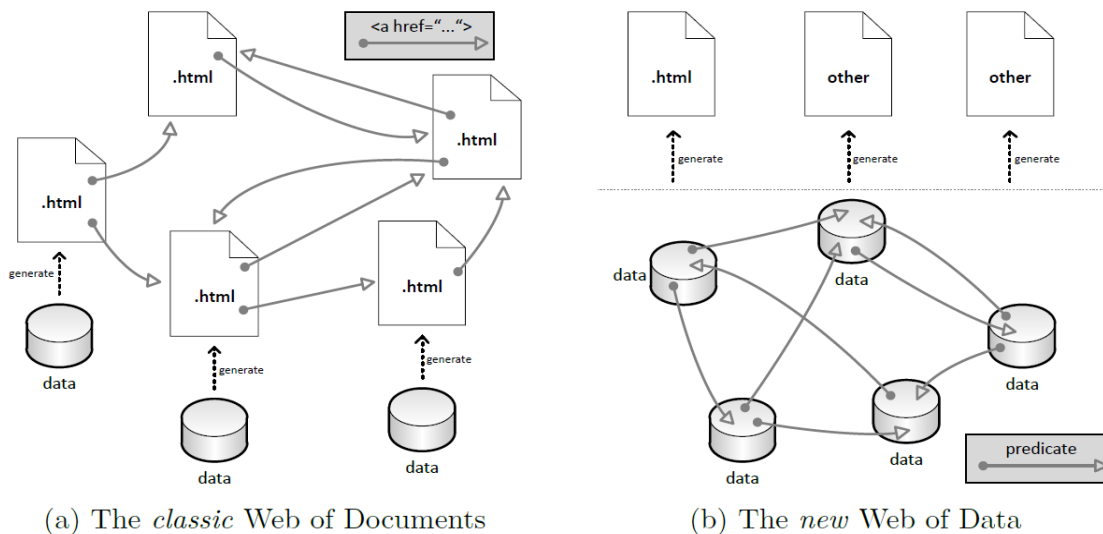 <a href="…">
.html
.html
.html
.html
.html
generate
data
generate
data
generate
data
(a) The classic Web of Documents
.html
other
other
generate
generate
generate
data
data
data
data
data
predicate
(b) The new Web of Data